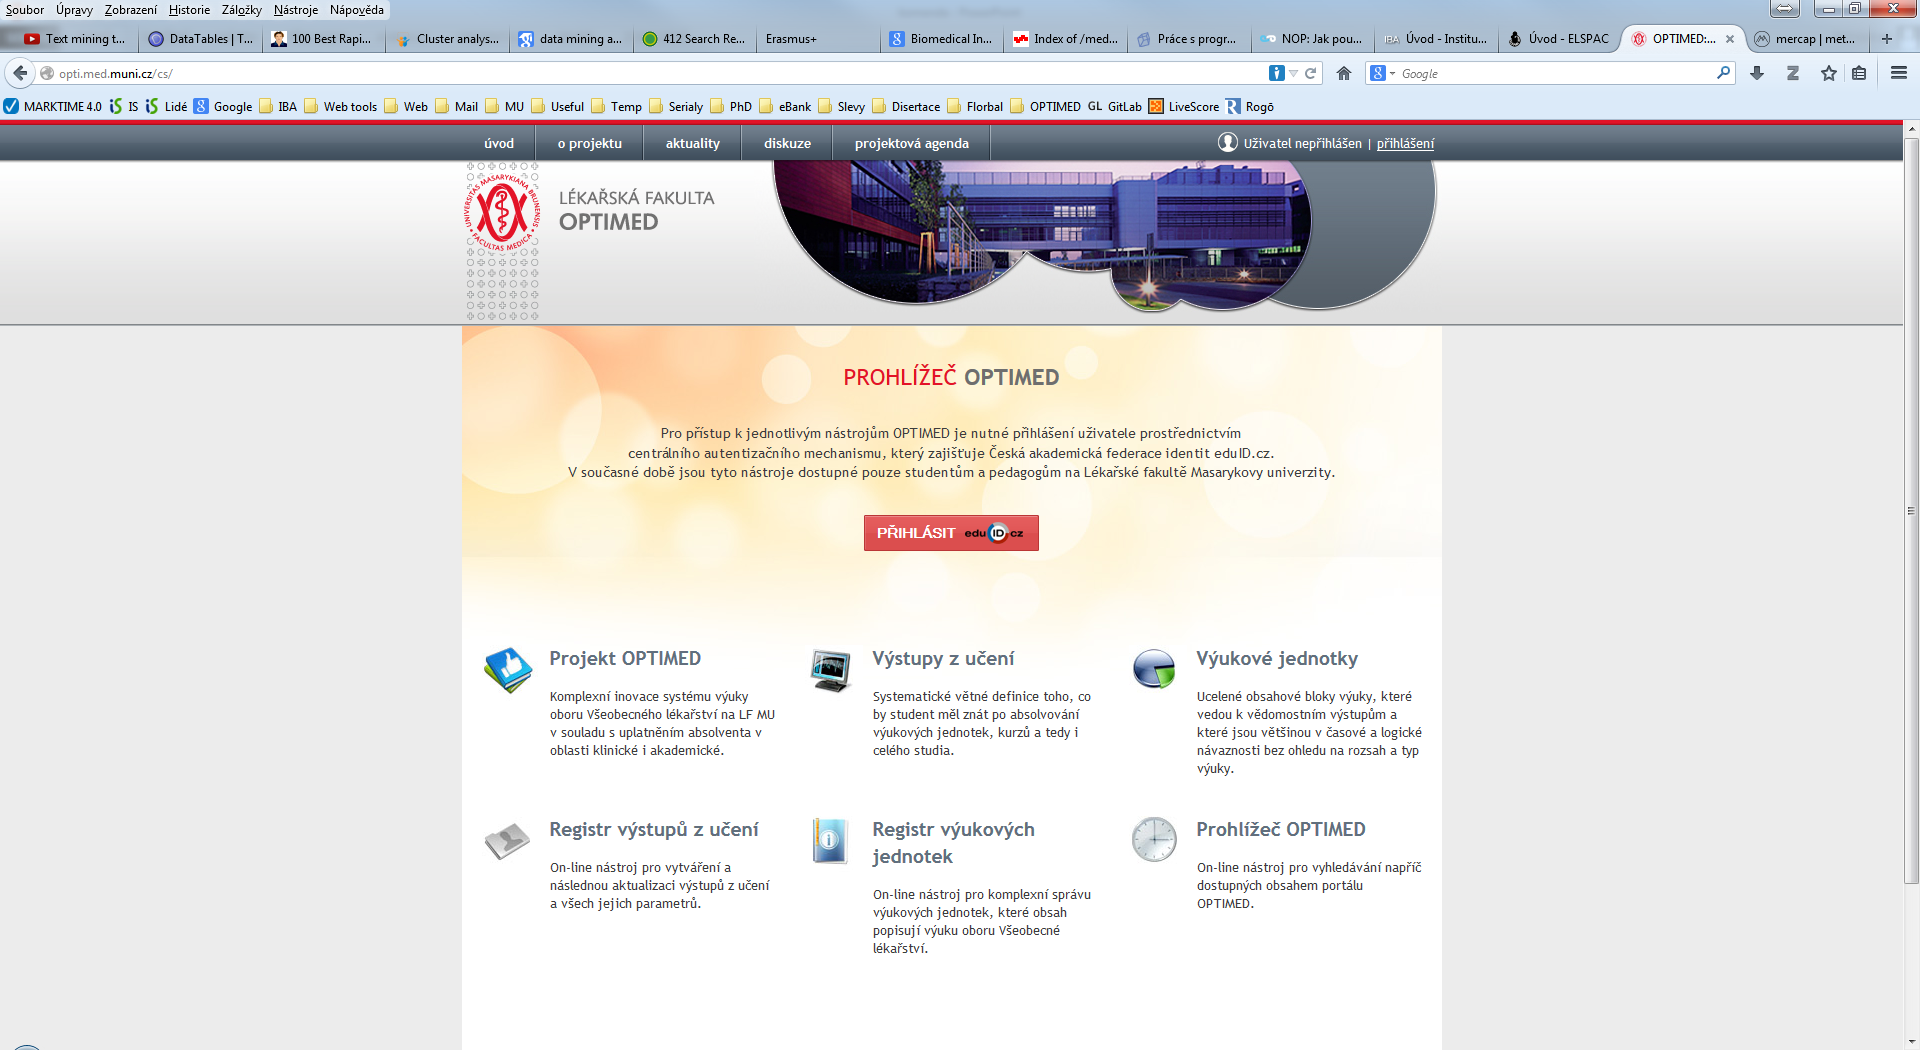 Soubor Úpravy Zobrazení Historie Záložky Nástroje Nápověda
Text mining t... DataTables | T... 100 Best Rapi... Cluster analys... data mining a... 412 Search Re... Erasmus+ Biomedical In... Index of /med... Práce s progr... NOP: Jak pou... Úvod - Institu... Úvod - ELSPAC OPTIMED:... mercap | met...
opti.med.muni.cz/cs/ Google
MARKTIME 4.0 IS Lidé Google IBA Web tools Web Mail MU Useful Temp Serialy PhD eBank Slevy Disertace Florbal OPTIMED GL GitLab LiveScore Rogō
úvod o projektu aktuality diskuze projektová agenda Uživatel nepřihlášen | přihlášení
UNIVERSITAS MASARYKIANA BRUNENSIS • FACULTAS MEDICA •
LÉKAŘSKÁ FAKULTA
OPTIMED
PROHLÍŽEČ OPTIMED
Pro přístup k jednotlivým nástrojům OPTIMED je nutné přihlášení uživatele prostřednictvím
centrálního autentizačního mechanismu, který zajišťuje Česká akademická federace identit eduID.cz.
V současné době jsou tyto nástroje dostupné pouze studentům a pedagogům na Lékařské fakultě Masarykovy univerzity.
PŘIHLÁSIT eduID.cz
Projekt OPTIMED
Komplexní inovace systému výuky
oboru Všeobecného lékařství na LF MU
v souladu s uplatněním absolventa v
oblasti klinické i akademické.
Výstupy z učení
Systematické větné definice toho, co
by student měl znát po absolvování
výukových jednotek, kurzů a tedy i
celého studia.
Výukové jednotky
Ucelené obsahové bloky výuky, které
vedou k vědomostním výstupům a
které jsou většinou v časové a logické
návaznosti bez ohledu na rozsah a typ
výuky.
Registr výstupů z učení
On-line nástroj pro vytváření a
následnou aktualizaci výstupů z učení
a všech jejich parametrů.
Registr výukových
jednotek
On-line nástroj pro komplexní správu
výukových jednotek, které obsah
popisují výuku oboru Všeobecné
lékařství.
Prohlížeč OPTIMED
On-line nástroj pro vyhledávání napříč
dostupných obsahem portálu
OPTIMED.